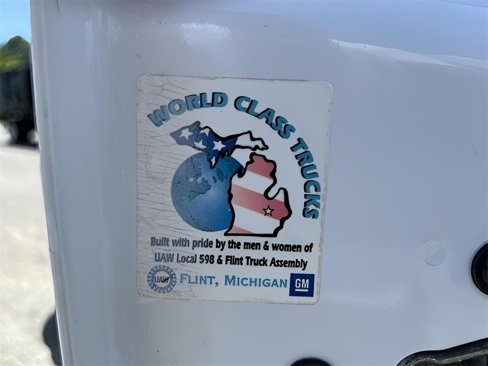 WORLD CLASS TRUCKS
Built with pride by the men & women of
UAW Local 598 & Flint Truck Assembly
UAW FLINT, MICHIGAN GM